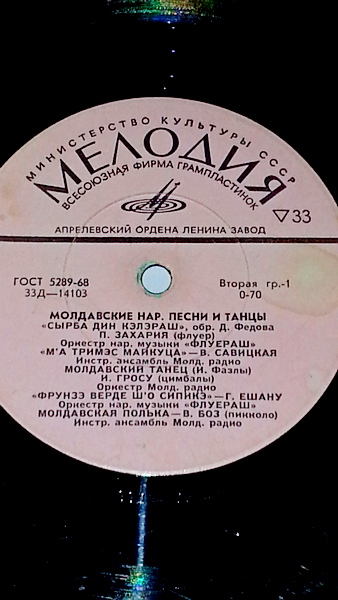 МИНИСТЕРСТВО КУЛЬТУРЫ СССР
МЕЛОДИЯ
ВСЕСОЮЗНАЯ ФИРМА ГРАМПЛАСТИНОК
▽33
АПРЕЛЕВСКИЙ ОРДЕНА ЛЕНИНА ЗАВОД
ГОСТ 5289-68
33Д—14103
Вторая гр.-1
0-70
МОЛДАВСКИЕ НАР. ПЕСНИ И ТАНЦЫ
«СЫРБА ДИН КЭЛЭРАШ», обр. Д. Федова
П. ЗАХАРИЯ (флуер)
Оркестр нар. музыки «ФЛУЕРАШ»
«М'А ТРИМЭС МАЙКУЦА»—В. САВИЦКАЯ
Инстр. ансамбль Молд. радио
МОЛДАВСКИЙ ТАНЕЦ (И. Фазлы)
И. ГРОСУ (цимбалы)
Оркестр Молд. радио
«ФРУНЗЭ ВЕРДЕ Ш'О СИПИКЭ»—Г. ЕШАНУ
Оркестр нар. музыки «ФЛУЕРАШ»
МОЛДАВСКАЯ ПОЛЬКА—В. БОЗ (пикколо)
Инстр. ансамбль Молд. радио